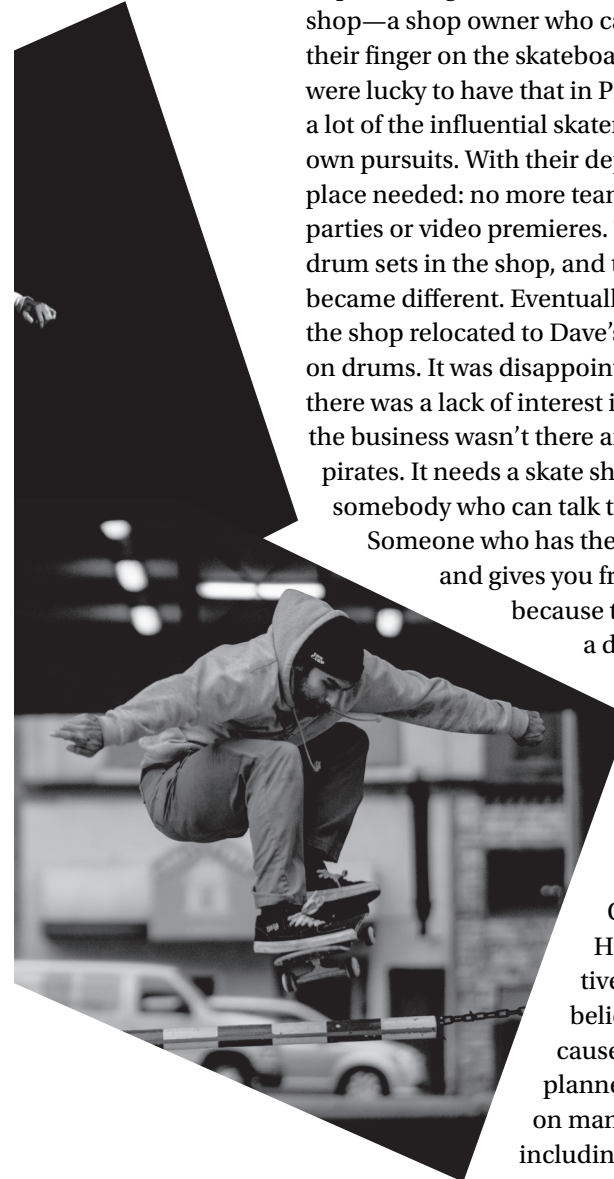 shop—a shop owner who ca
their finger on the skateboa
were lucky to have that in P
a lot of the influential skate
own pursuits. With their de
place needed: no more tea
parties or video premieres.
drum sets in the shop, and
became different. Eventuall
the shop relocated to Dave’s
on drums. It was disappoin
there was a lack of interest i
the business wasn’t there a
pirates. It needs a skate sh
somebody who can talk t
Someone who has the
and gives you fr
because t
a d
H
tive
beli
cause
planne
on man
includin